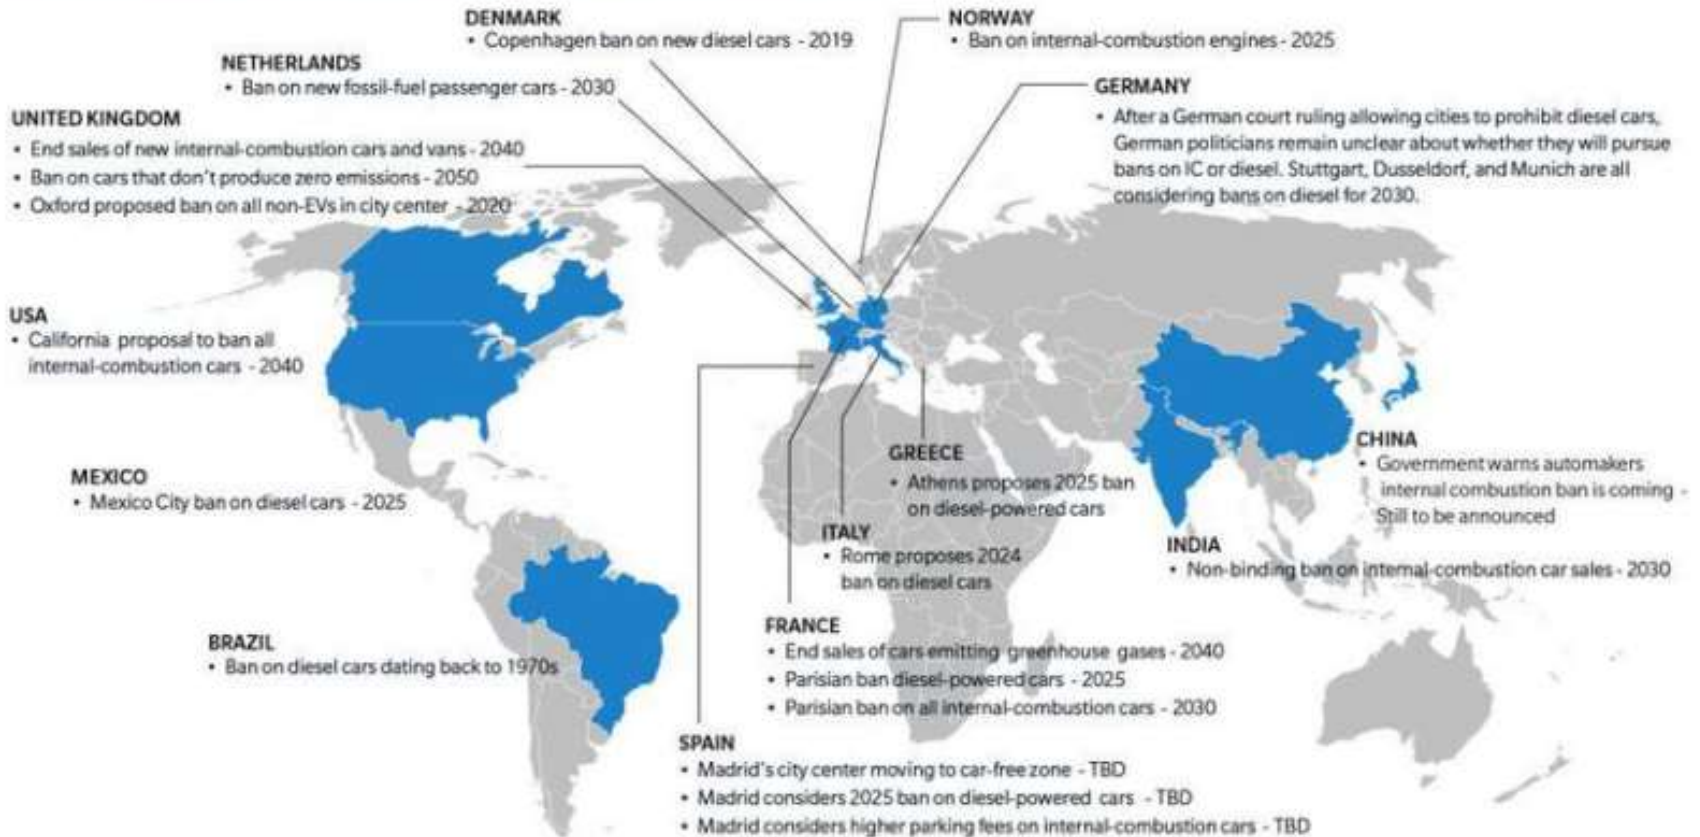 DENMARK
• Copenhagen ban on new diesel cars - 2019
NORWAY
• Ban on internal-combustion engines - 2025
NETHERLANDS
• Ban on new fossil-fuel passenger cars - 2030
GERMANY
• After a German court ruling allowing cities to prohibit diesel cars,
German politicians remain unclear about whether they will pursue
bans on IC or diesel. Stuttgart, Dusseldorf, and Munich are all
considering bans on diesel for 2030.
UNITED KINGDOM
• End sales of new internal-combustion cars and vans - 2040
• Ban on cars that don't produce zero emissions - 2050
• Oxford proposed ban on all non-EVs in city center - 2020
USA
• California proposal to ban all
internal-combustion cars - 2040
MEXICO
• Mexico City ban on diesel cars - 2025
GREECE
• Athens proposes 2025 ban
on diesel-powered cars
CHINA
• Government warns automakers
internal combustion ban is coming -
Still to be announced
ITALY
• Rome proposes 2024
ban on diesel cars
INDIA
• Non-binding ban on internal-combustion car sales - 2030
BRAZIL
• Ban on diesel cars dating back to 1970s
FRANCE
• End sales of cars emitting greenhouse gases - 2040
• Parisian ban diesel-powered cars - 2025
• Parisian ban on all internal-combustion cars - 2030
SPAIN
• Madrid's city center moving to car-free zone - TBD
• Madrid considers 2025 ban on diesel-powered cars - TBD
• Madrid considers higher parking fees on internal-combustion cars - TBD